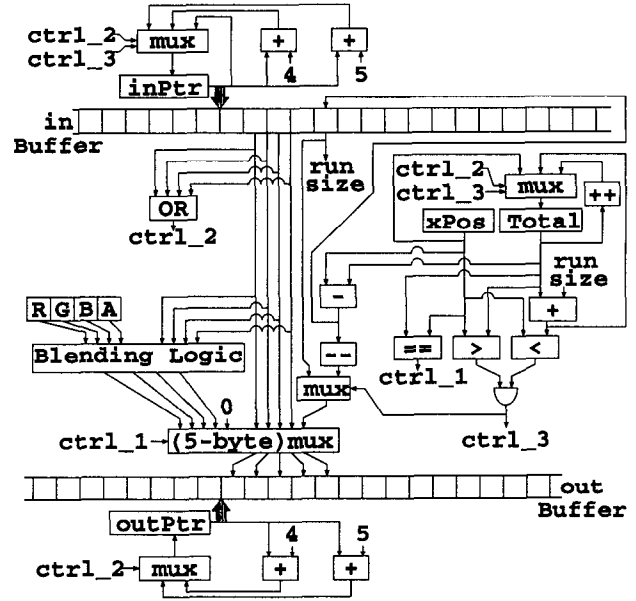 ctrl_2
ctrl_3
mux
+
+
4
5
inPtr
in
Buffer
run
size
OR
ctrl_2
ctrl_2
ctrl_3
mux
++
xPos
Total
run
size
-
+
R G B A
Blending Logic
--
==
>
<
ctrl_1
mux
0
ctrl_1
(5-byte)mux
ctrl_3
out
Buffer
outPtr
4
5
ctrl_2
mux
+
+